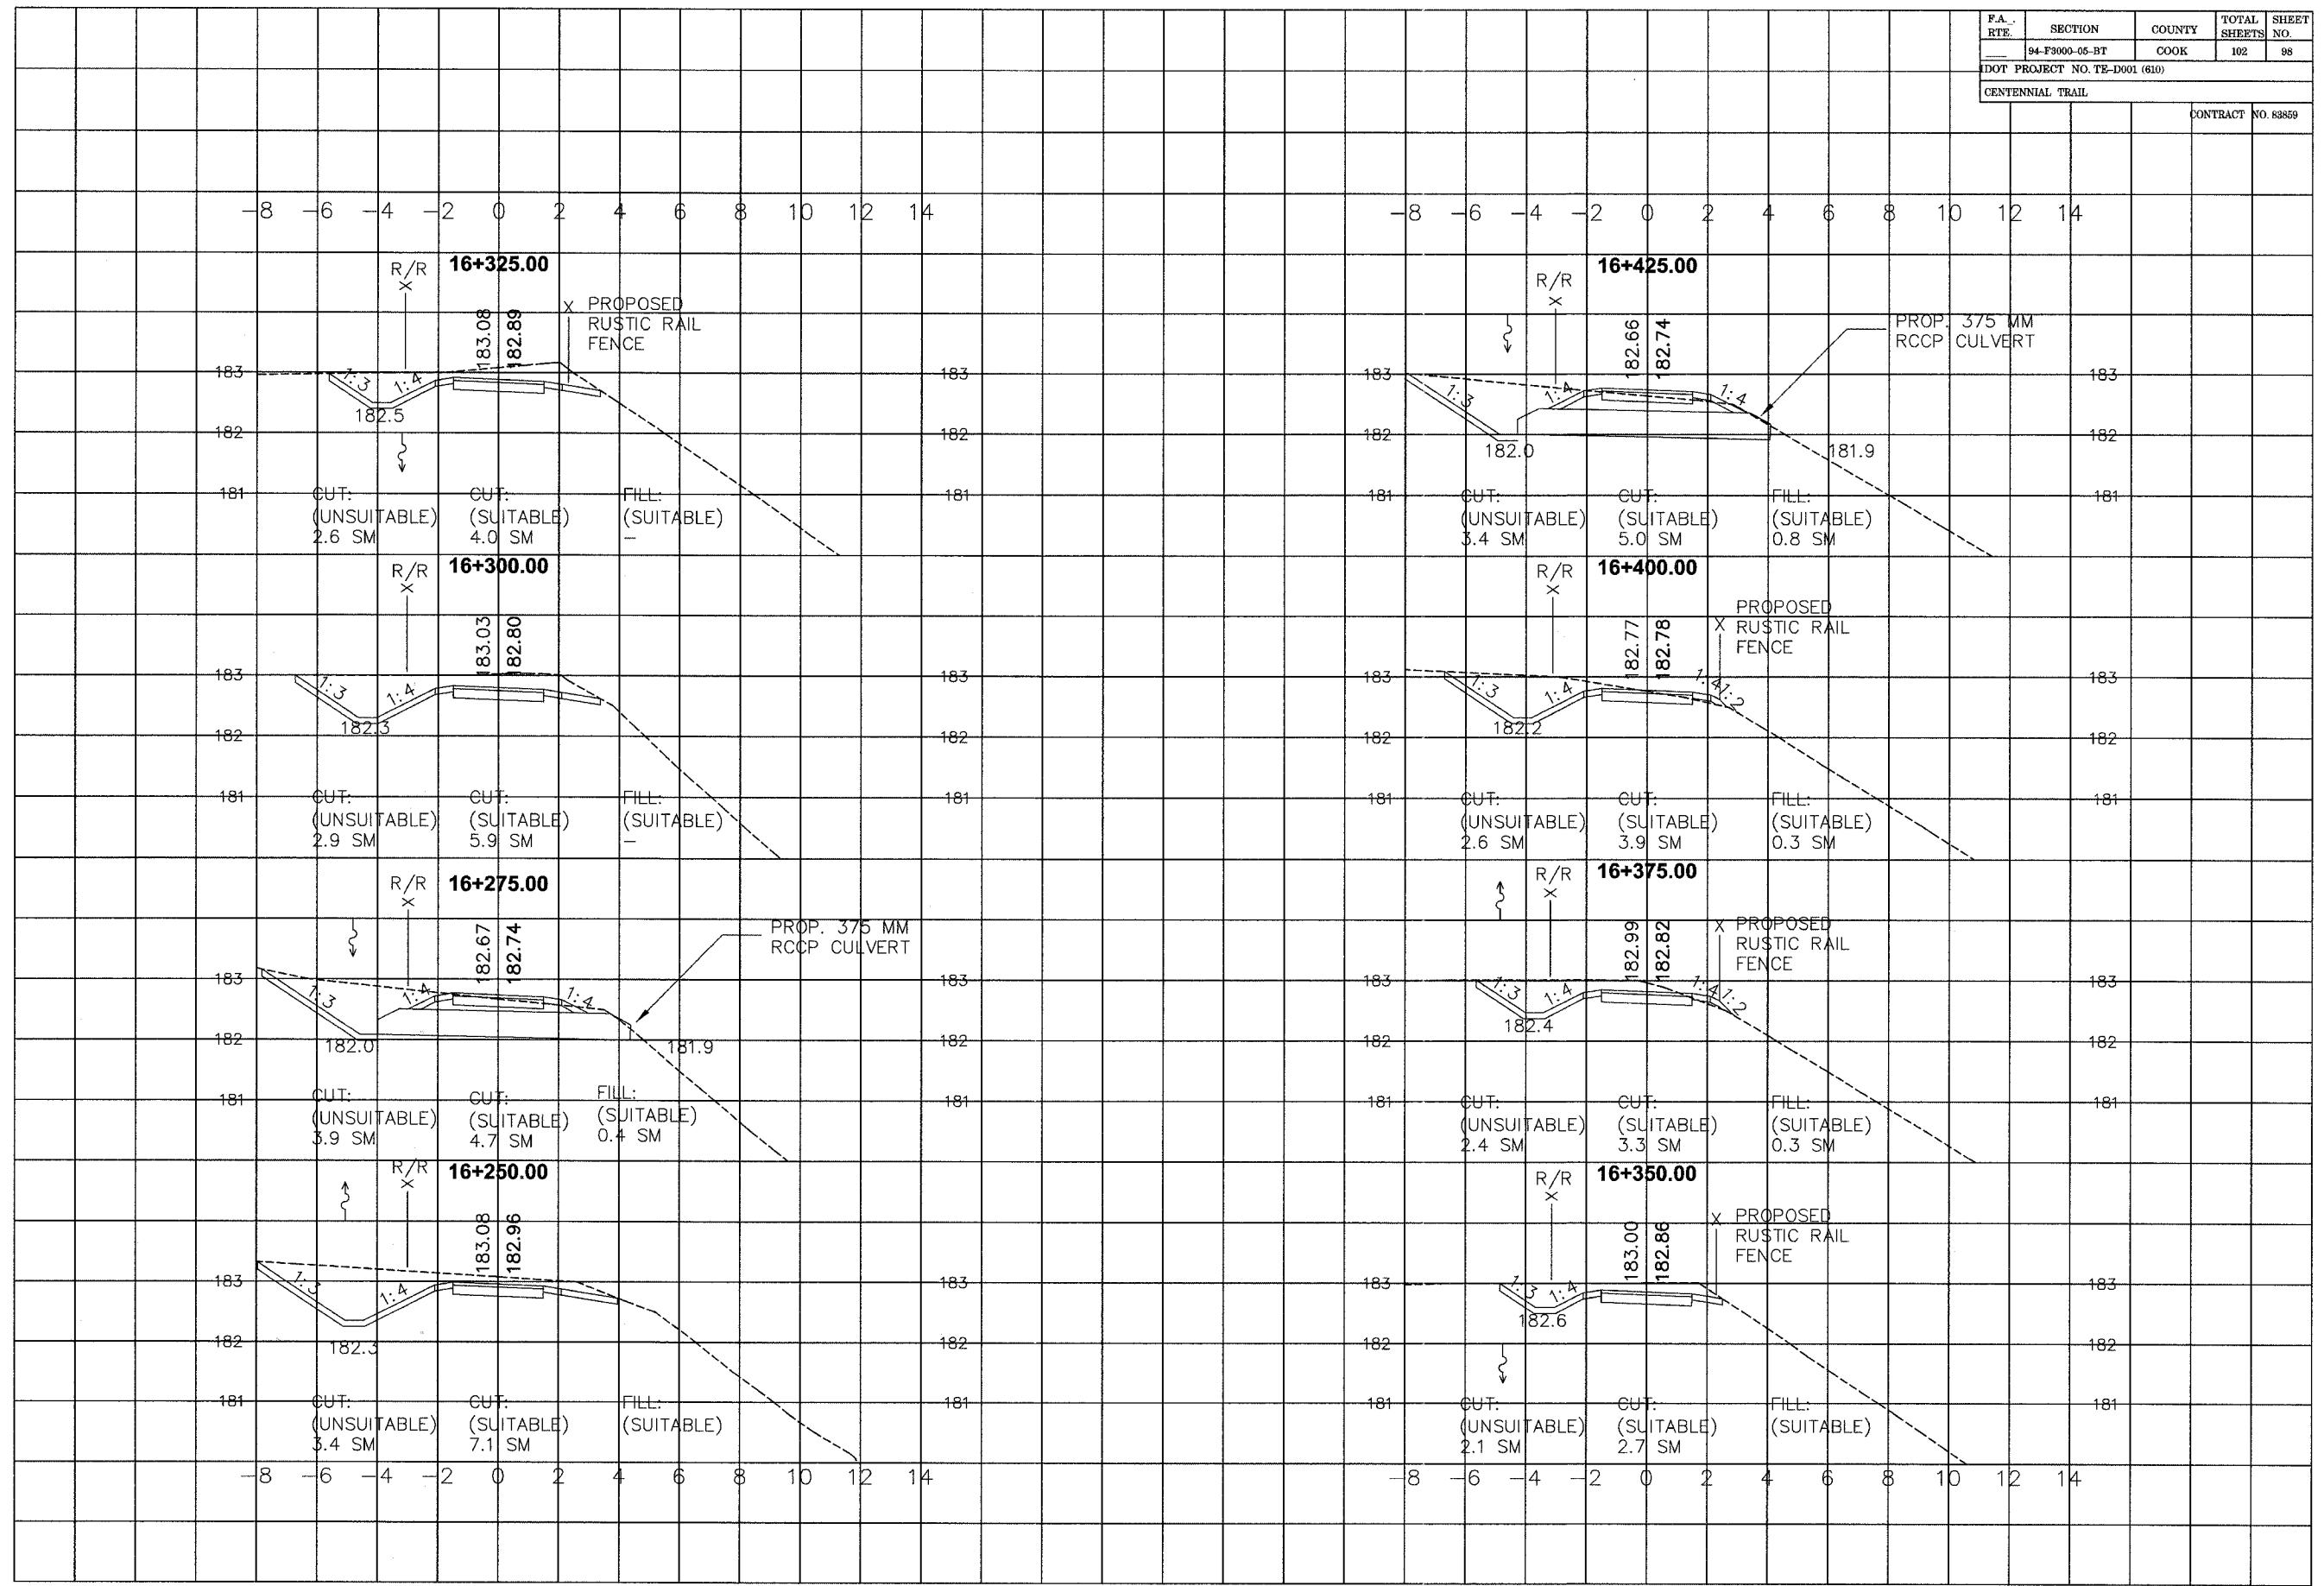 F.A._. RTE. SECTION COUNTY TOTAL SHEETS SHEET NO.
94-F3000-05-BT COOK 102 98
IDOT PROJECT NO. TE-D001 (610)
CENTENNIAL TRAIL
CONTRACT NO. 83859
-8 -6 -4 -2 0 2 4 6 8 10 12 14
16+325.00
R/R
183.08
182.89
PROPOSED
RUSTIC RAIL
FENCE
183
1:3
1:4
182.5
182
181
CUT: CUT: FILL:
(UNSUITABLE) (SUITABLE) (SUITABLE)
2.6 SM 4.0 SM –
183
182
181
16+300.00
R/R
183.03
182.80
183
1:3
1:4
182.3
182
181
CUT: CUT: FILL:
(UNSUITABLE) (SUITABLE) (SUITABLE)
2.9 SM 5.9 SM –
183
182
181
16+275.00
R/R
182.67
182.74
PROP. 375 MM
RCCP CULVERT
183
1:3
1:4
1:4
182.0
181.9
182
181
CUT: CUT: FILL:
(UNSUITABLE) (SUITABLE) (SUITABLE)
3.9 SM 4.7 SM 0.4 SM
183
182
181
16+250.00
R/R
183.08
182.96
183
1:3
1:4
182.3
182
181
CUT: CUT: FILL:
(UNSUITABLE) (SUITABLE) (SUITABLE)
3.4 SM 7.1 SM
183
182
181
-8 -6 -4 -2 0 2 4 6 8 10 12 14
-8 -6 -4 -2 0 2 4 6 8 10 12 14
16+425.00
R/R
182.66
182.74
PROP. 375 MM
RCCP CULVERT
183
1:3
1:4
1:4
182.0
181.9
182
181
CUT: CUT: FILL:
(UNSUITABLE) (SUITABLE) (SUITABLE)
3.4 SM 5.0 SM 0.8 SM
183
182
181
16+400.00
R/R
182.77
182.78
PROPOSED
RUSTIC RAIL
FENCE
183
1:3
1:4
1:4
1:2
182.2
182
181
CUT: CUT: FILL:
(UNSUITABLE) (SUITABLE) (SUITABLE)
2.6 SM 3.9 SM 0.3 SM
183
182
181
16+375.00
R/R
182.99
182.82
PROPOSED
RUSTIC RAIL
FENCE
183
1:3
1:4
1:4
1:2
182.4
182
181
CUT: CUT: FILL:
(UNSUITABLE) (SUITABLE) (SUITABLE)
2.4 SM 3.3 SM 0.3 SM
183
182
181
16+350.00
R/R
183.00
182.86
PROPOSED
RUSTIC RAIL
FENCE
183
1:3
1:4
182.6
182
181
CUT: CUT: FILL:
(UNSUITABLE) (SUITABLE) (SUITABLE)
2.1 SM 2.7 SM
183
182
181
-8 -6 -4 -2 0 2 4 6 8 10 12 14